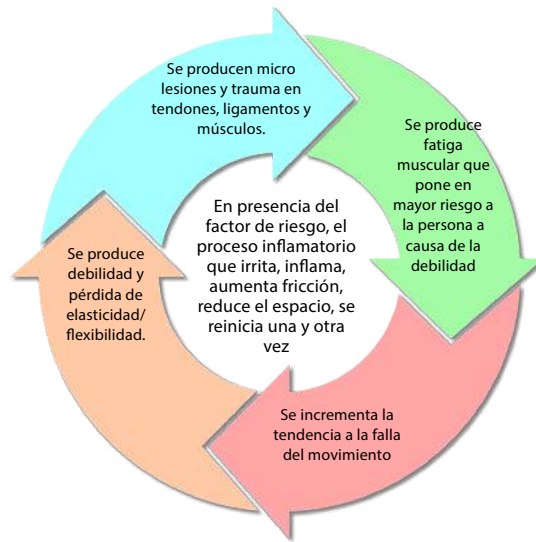 Se producen micro
lesiones y trauma en
tendones, ligamentos y
músculos.
Se produce
fatiga
muscular que
pone en
mayor riesgo a
la persona a
causa de la
debilidad
Se incrementa la
tendencia a la falla
del movimiento
Se produce
debilidad y
pérdida de
elasticidad/
flexibilidad.
En presencia del
factor de riesgo, el
proceso inflamatorio
que irrita, inflama,
aumenta fricción,
reduce el espacio, se
reinicia una y otra
vez